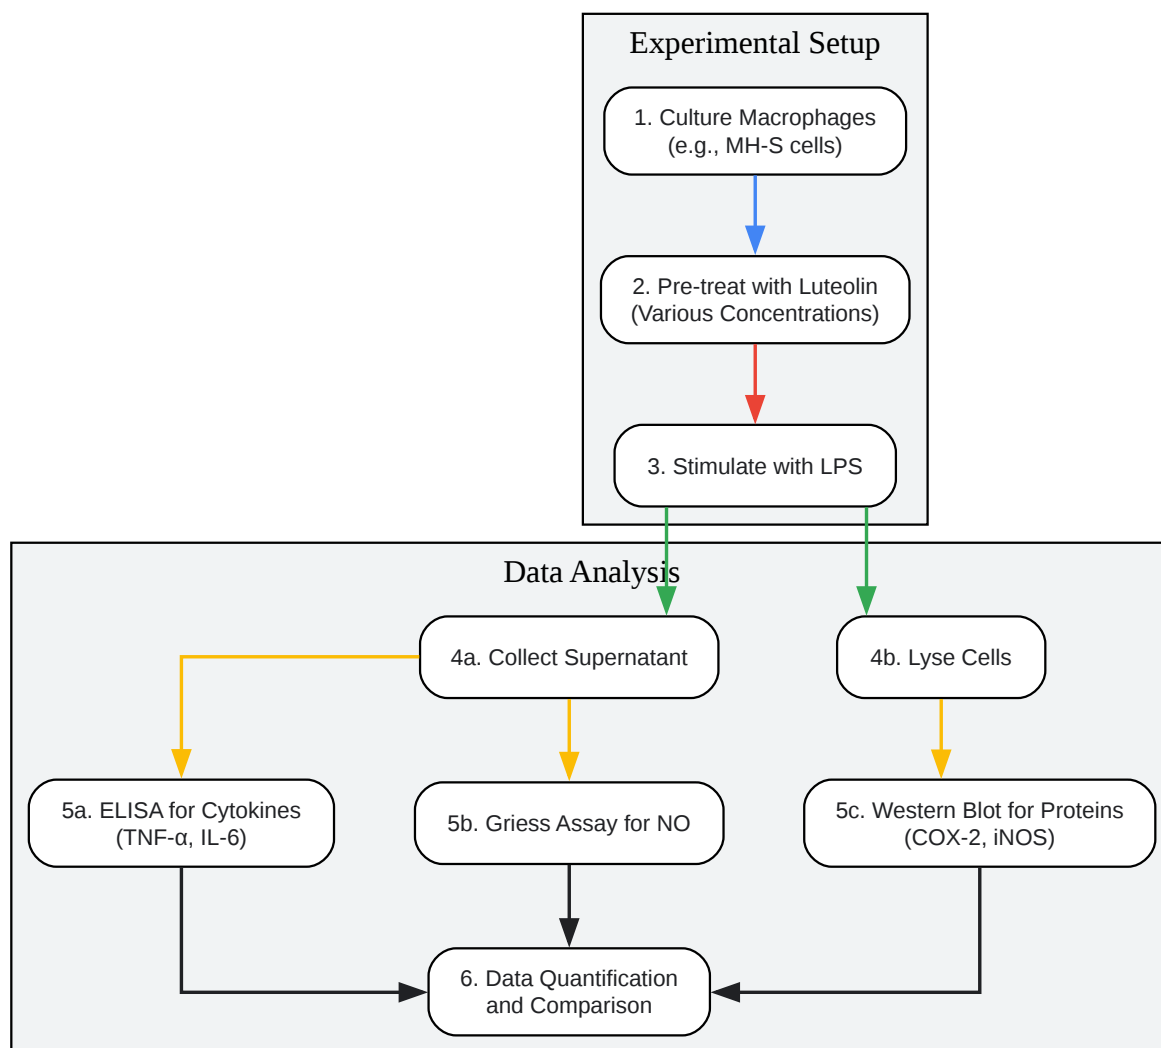 Experimental Setup
1. Culture Macrophages
(e.g., MH-S cells)
2. Pre-treat with Luteolin
(Various Concentrations)
3. Stimulate with LPS
Data Analysis
4a. Collect Supernatant
4b. Lyse Cells
5a. ELISA for Cytokines
(TNF-α, IL-6)
5b. Griess Assay for NO
5c. Western Blot for Proteins
(COX-2, iNOS)
6. Data Quantification
and Comparison